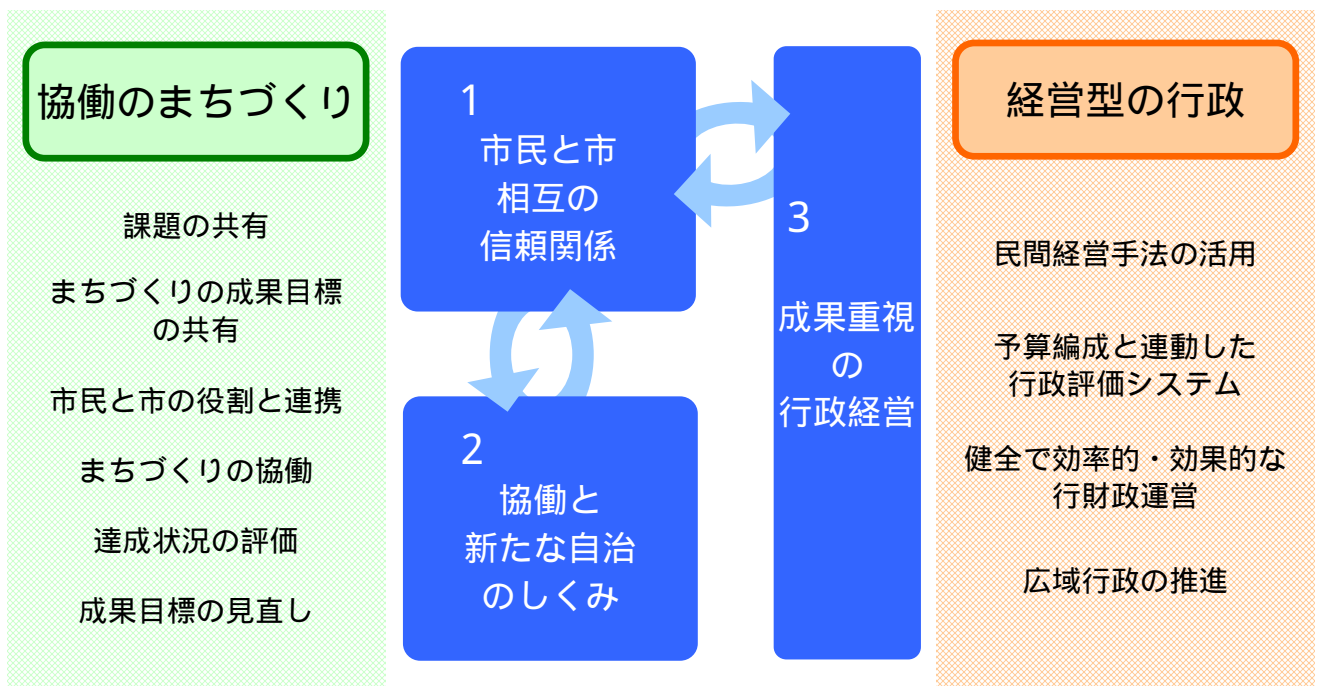 協働のまちづくり
課題の共有
まちづくりの成果目標
の共有
市民と市の役割と連携
まちづくりの協働
達成状況の評価
成果目標の見直し
1
市民と市
相互の
信頼関係
2
協働と
新たな自治
のしくみ
3
成果重視
の
行政経営
経営型の行政
民間経営手法の活用
予算編成と連動した
行政評価システム
健全で効率的・効果的な
行財政運営
広域行政の推進